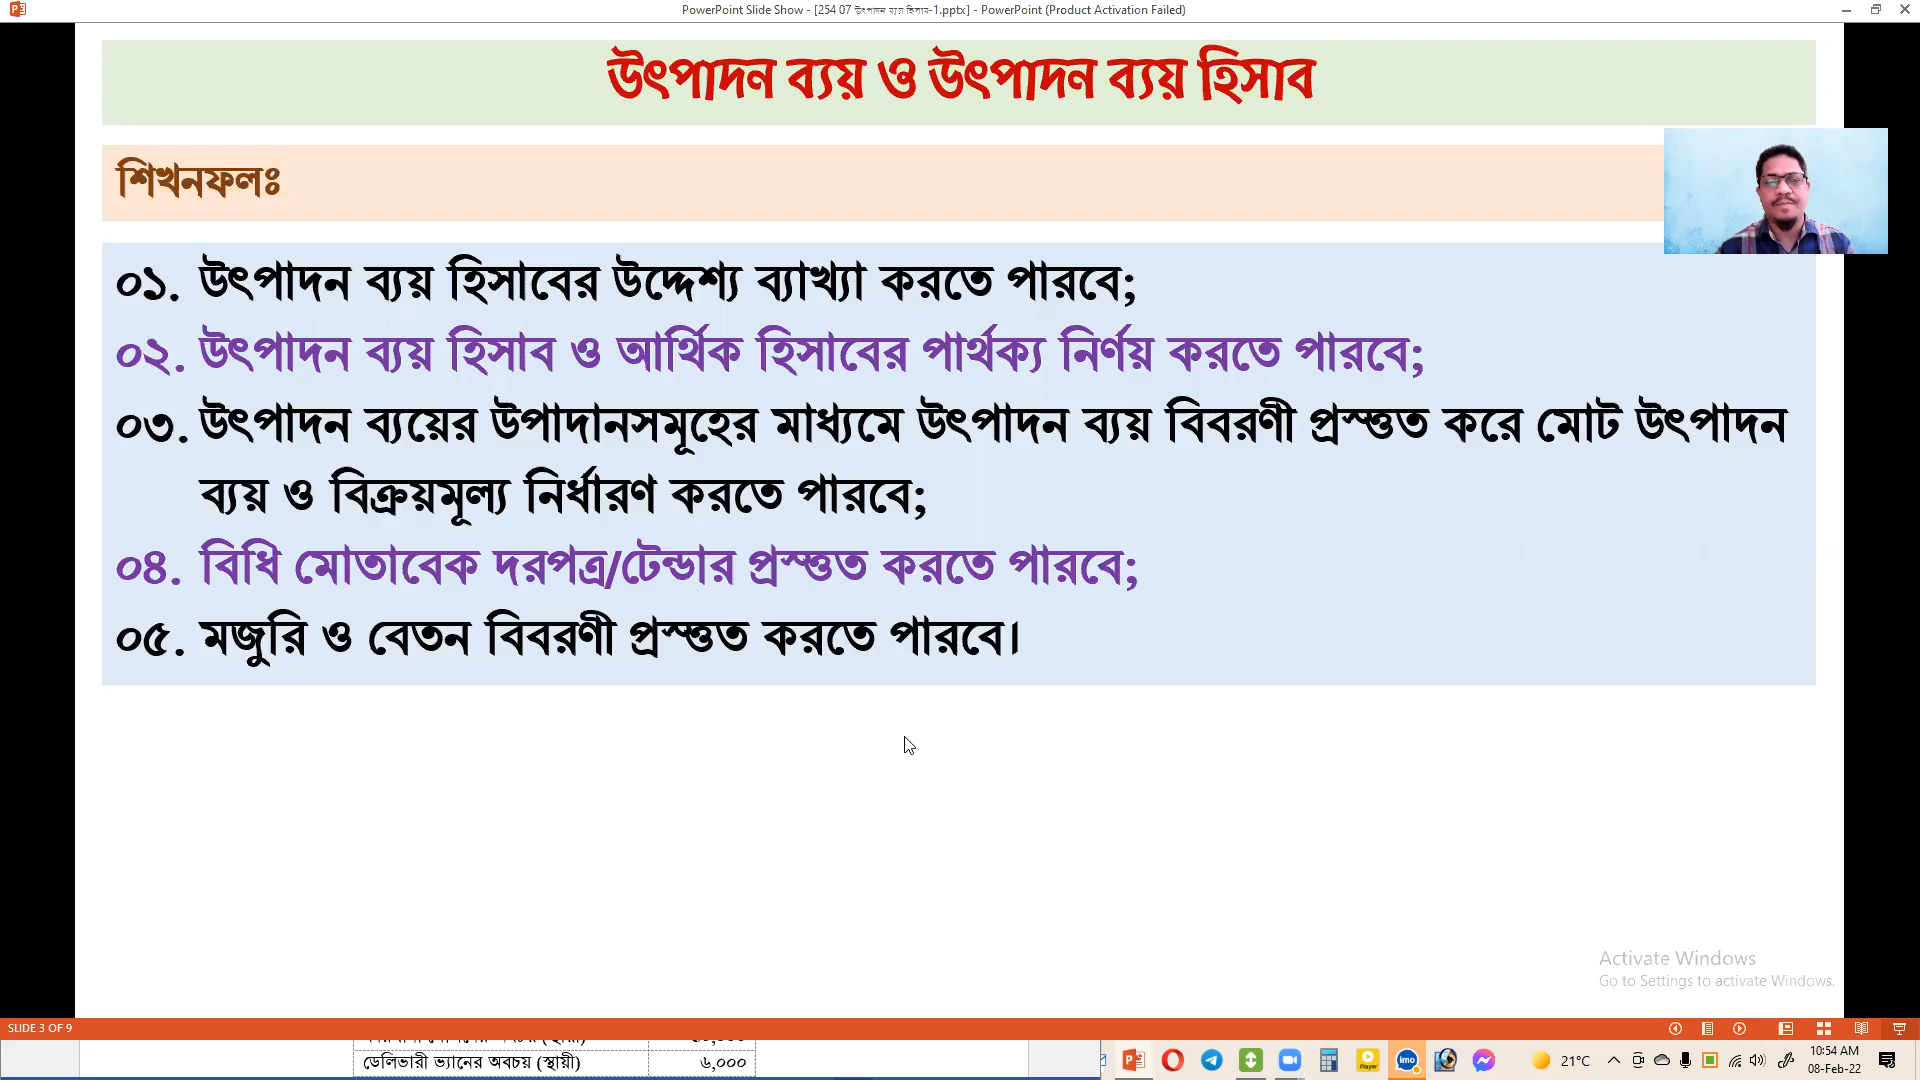 PowerPoint Slide Show - [254 07 উৎপাদন ব্যয় হিসাব-1.pptx] - PowerPoint (Product Activation Failed)
উৎপাদন ব্যয় ও উৎপাদন ব্যয় হিসাব
শিখনফলঃ
০১. উৎপাদন ব্যয় হিসাবের উদ্দেশ্য ব্যাখ্যা করতে পারবে;
০২. উৎপাদন ব্যয় হিসাব ও আর্থিক হিসাবের পার্থক্য নির্ণয় করতে পারবে;
০৩. উৎপাদন ব্যয়ের উপাদানসমূহের মাধ্যমে উৎপাদন ব্যয় বিবরণী প্রস্তুত করে মোট উৎপাদন
ব্যয় ও বিক্রয়মূল্য নির্ধারণ করতে পারবে;
০৪. বিধি মোতাবেক দরপত্র/টেন্ডার প্রস্তুত করতে পারবে;
০৫. মজুরি ও বেতন বিবরণী প্রস্তুত করতে পারবে।
Activate Windows
Go to Settings to activate Windows.
SLIDE 3 OF 9
ডেলিভারী ভ্যানের অবচয় (স্থায়ী) ৬,০০০
Player
imo
21°C
10:54 AM
08-Feb-22